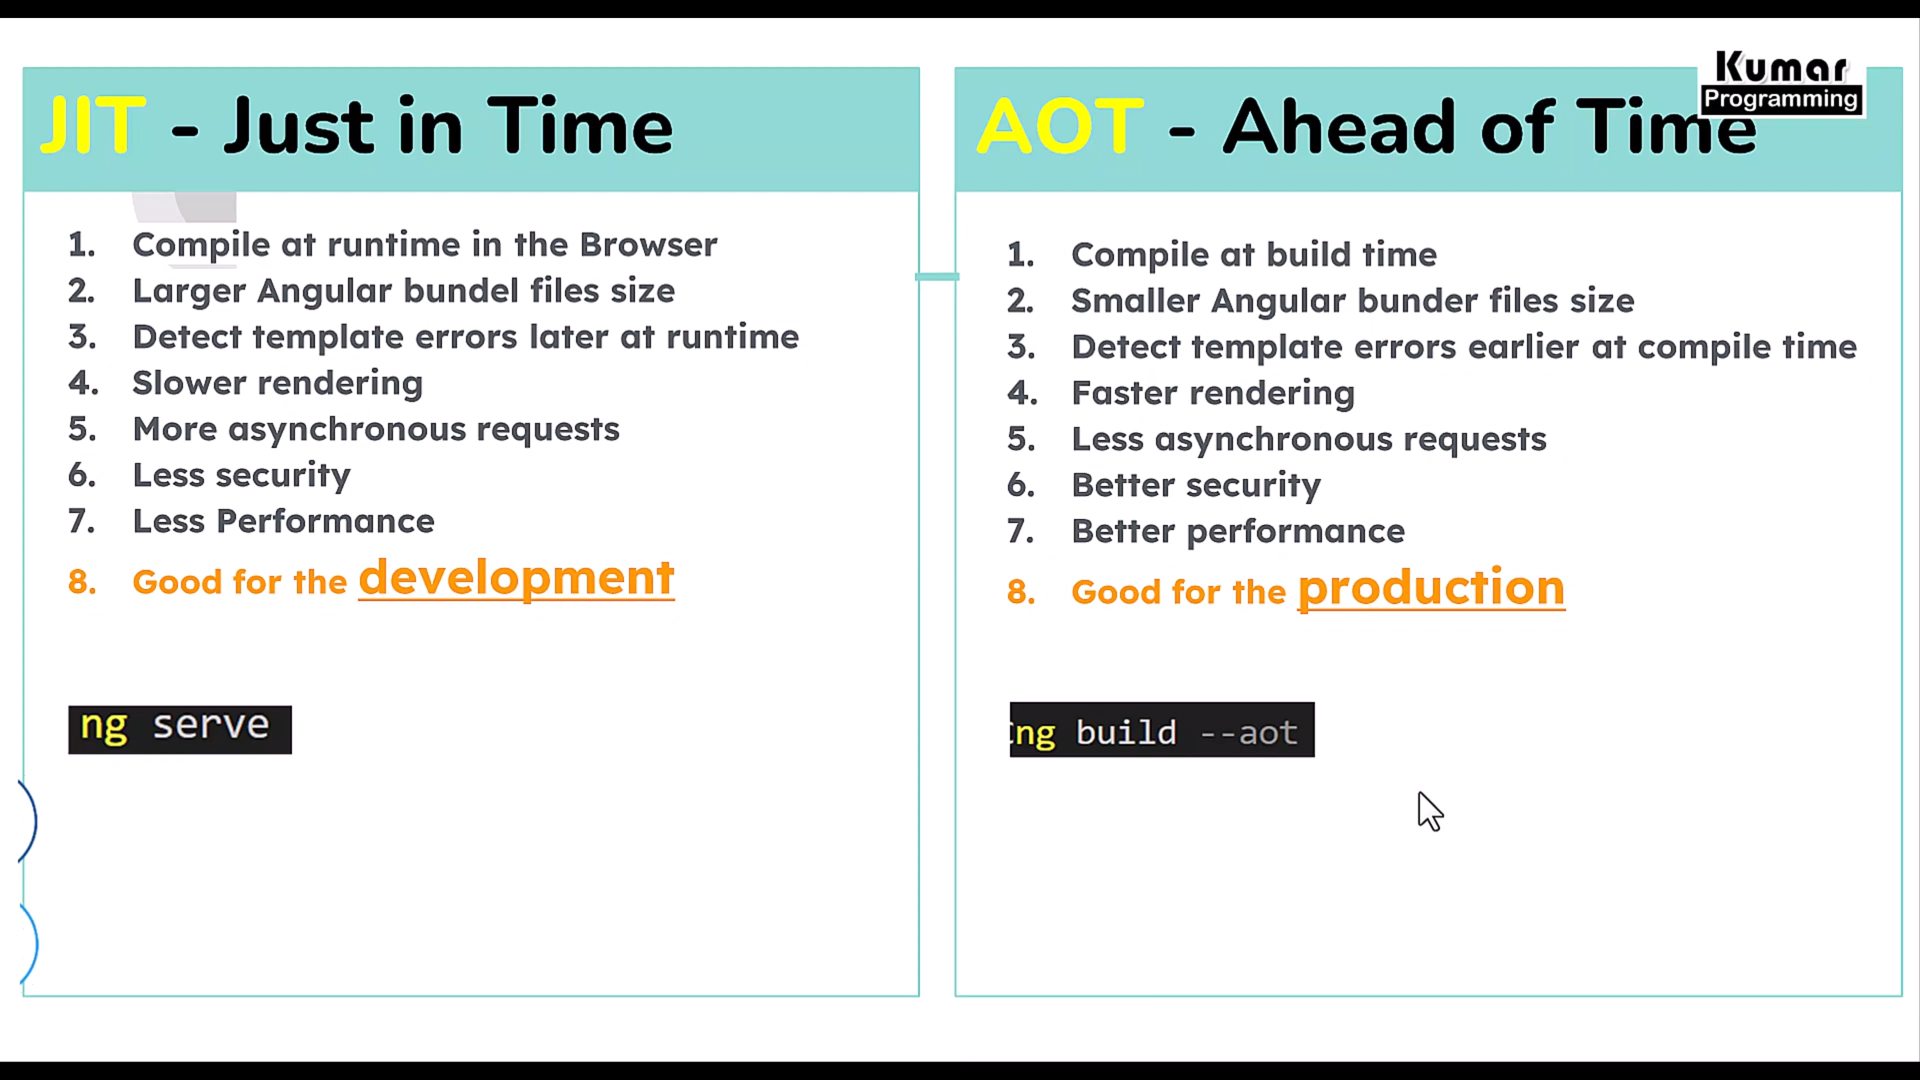 Kumar
Programming
JIT - Just in Time
1. Compile at runtime in the Browser
2. Larger Angular bundel files size
3. Detect template errors later at runtime
4. Slower rendering
5. More asynchronous requests
6. Less security
7. Less Performance
8. Good for the development
ng serve
AOT - Ahead of Time
1. Compile at build time
2. Smaller Angular bunder files size
3. Detect template errors earlier at compile time
4. Faster rendering
5. Less asynchronous requests
6. Better security
7. Better performance
8. Good for the production
ng build --aot